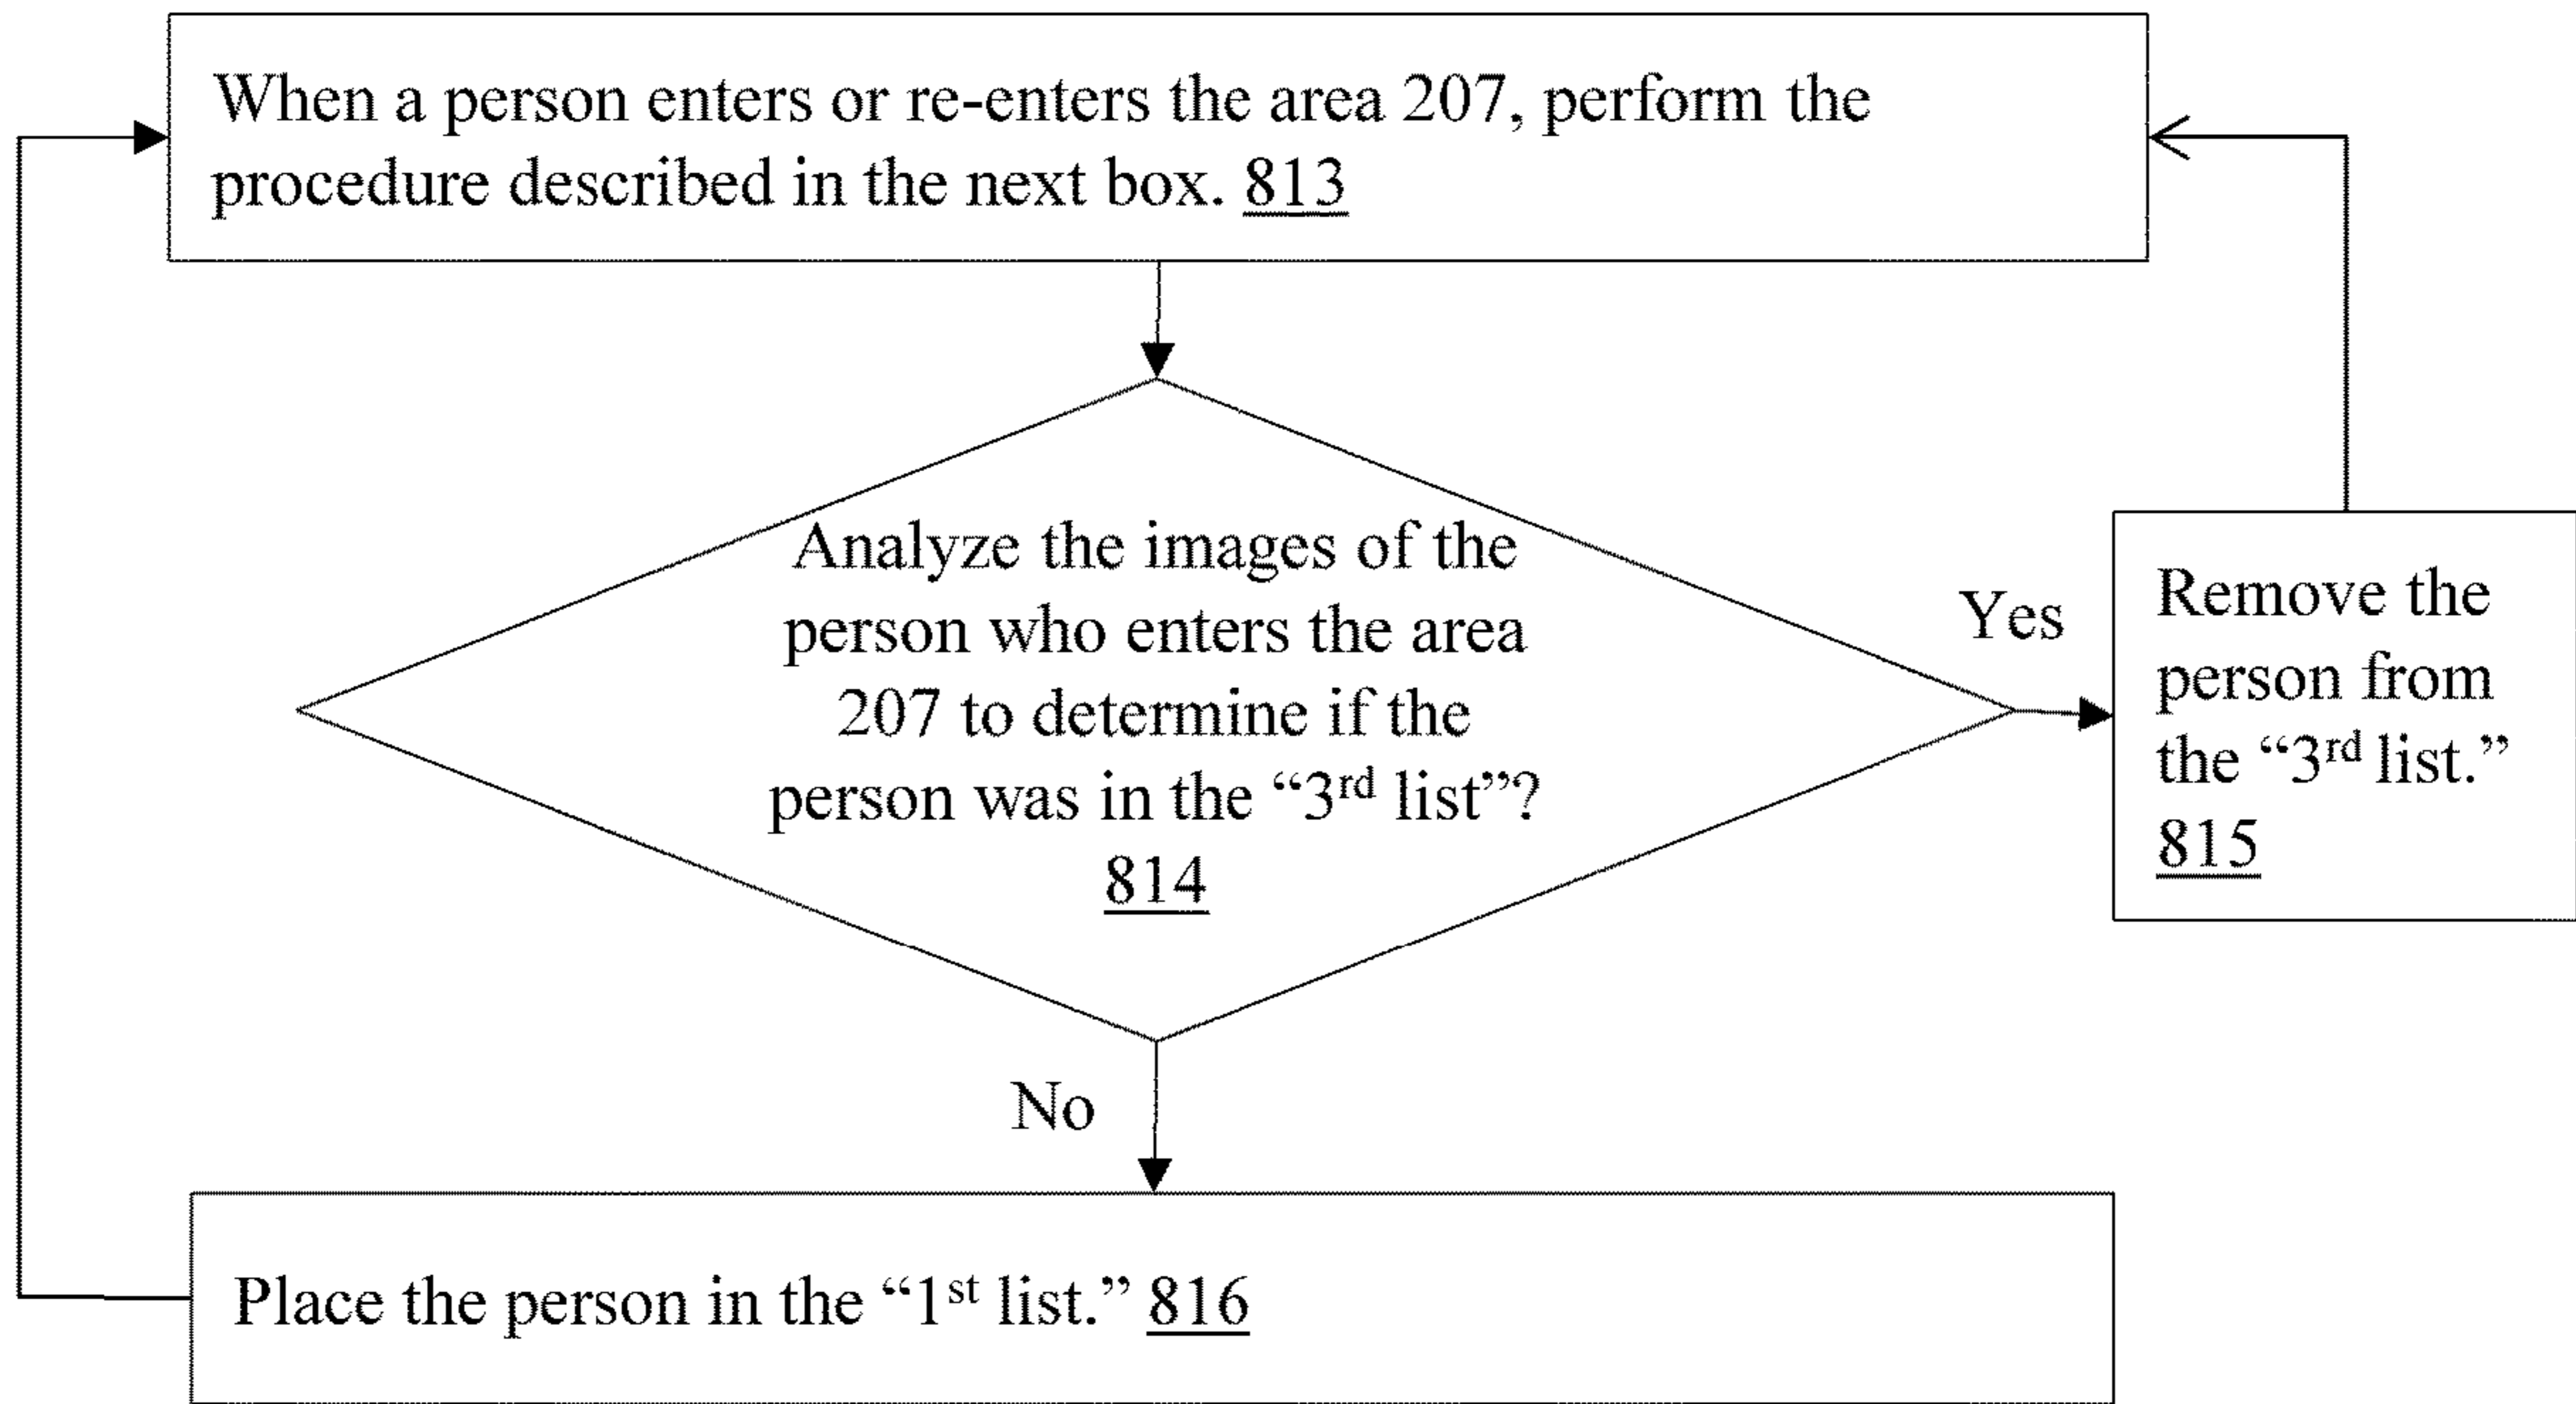 When a person enters or re-enters the area 207, perform the
procedure described in the next box. 813
Analyze the images of the
person who enters the area
207 to determine if the
person was in the “3rd list”?
814
Yes
Remove the
person from
the “3rd list.”
815
No
Place the person in the “1st list.” 816